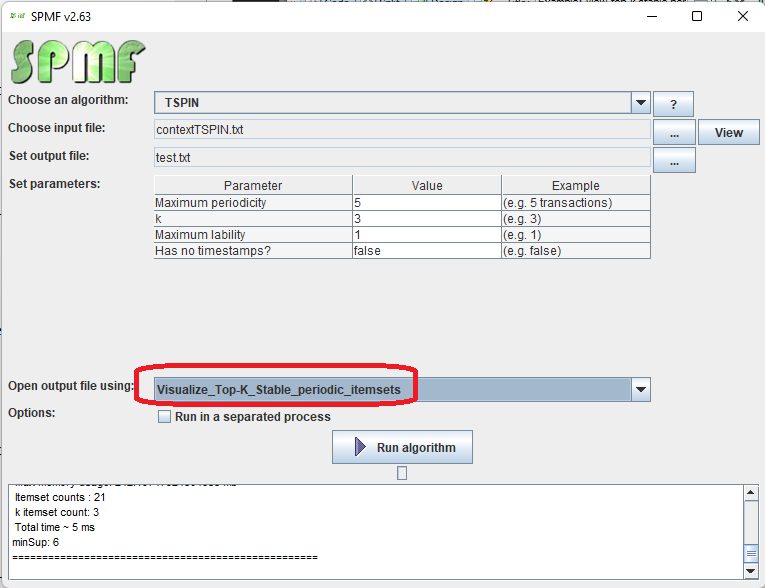 SPMF v2.63
SPMF
Choose an algorithm: TSPIN ?
Choose input file: contextTSPIN.txt ... View
Set output file: test.txt ...
Set parameters: Parameter Value Example
Maximum periodicity 5 (e.g. 5 transactions)
k 3 (e.g. 3)
Maximum lability 1 (e.g. 1)
Has no timestamps? false (e.g. false)
Open output file using: Visualize_Top-K_Stable_periodic_itemsets
Options: Run in a separated process
Run algorithm
Itemset counts : 21
k itemset count: 3
Total time ~ 5 ms
minSup: 6
====================================================